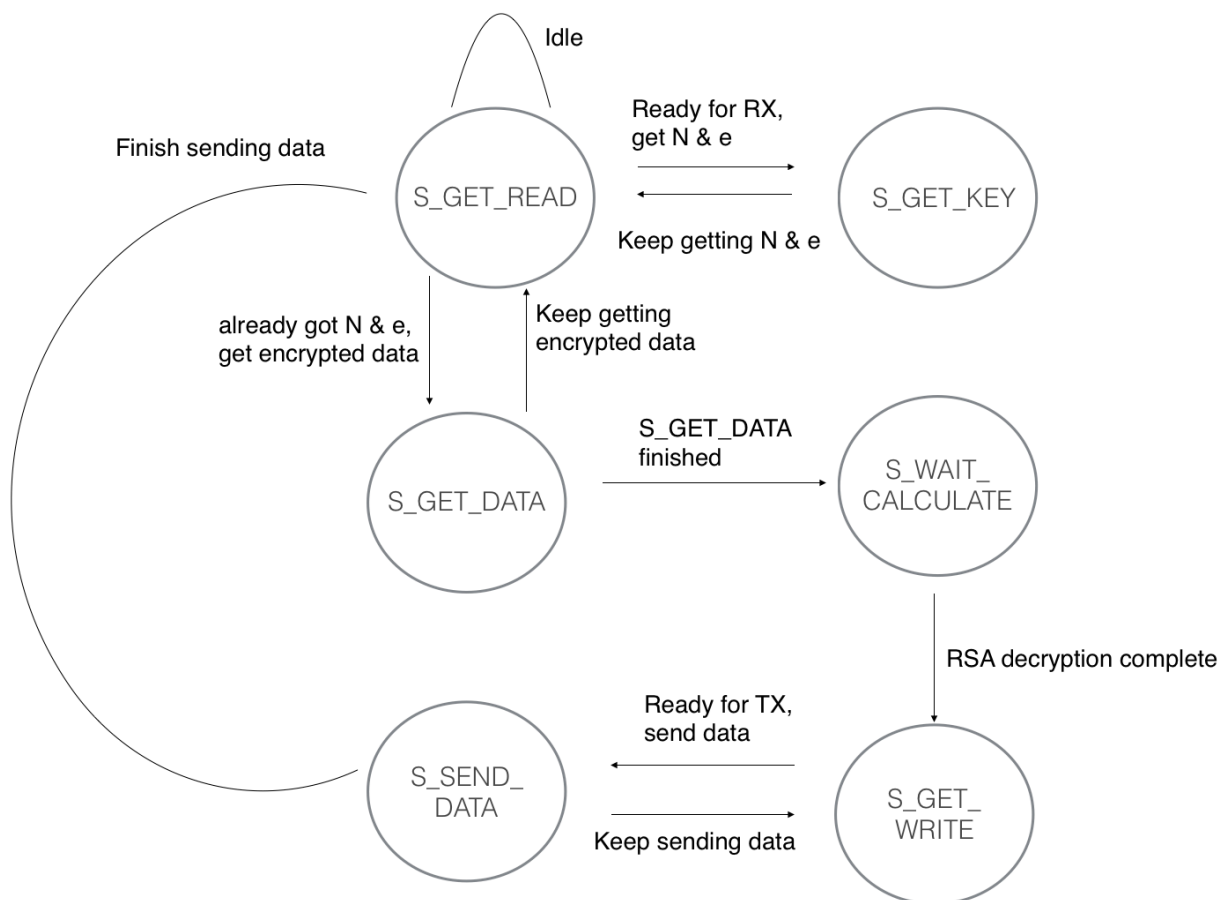 Idle
Ready for RX,
get N & e
Finish sending data
S_GET_READ
S_GET_KEY
Keep getting N & e
already got N & e,
get encrypted data
Keep getting
encrypted data
S_GET_DATA
finished
S_GET_DATA
S_WAIT_
CALCULATE
RSA decryption complete
Ready for TX,
send data
S_SEND_
DATA
S_GET_
WRITE
Keep sending data